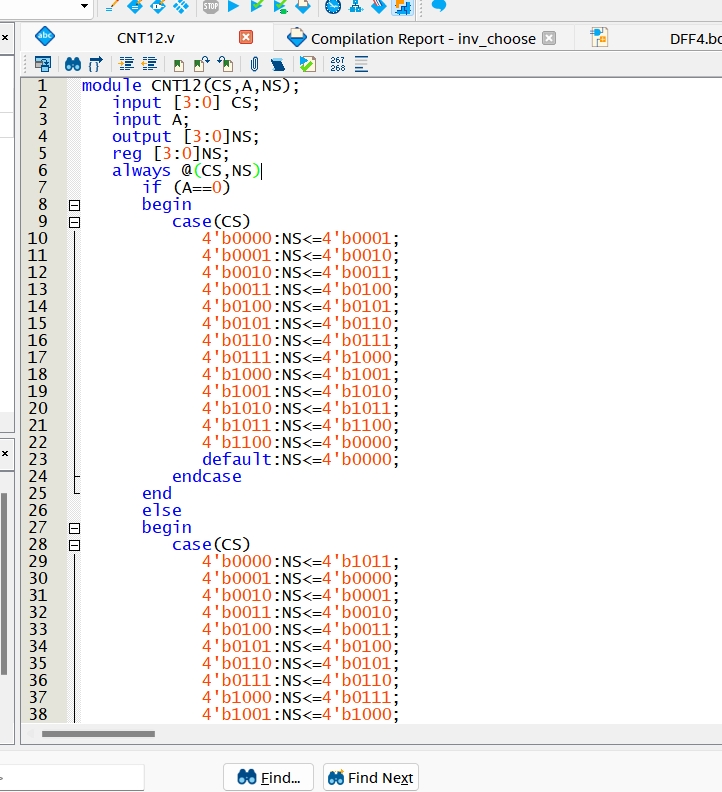 STOP
abc CNT12.v Compilation Report - inv_choose DFF4.bd
267
268
1 module CNT12(CS,A,NS);
2 input [3:0] CS;
3 input A;
4 output [3:0]NS;
5 reg [3:0]NS;
6 always @(CS,NS)
7 if (A==0)
8 begin
9 case(CS)
10 4'b0000:NS<=4'b0001;
11 4'b0001:NS<=4'b0010;
12 4'b0010:NS<=4'b0011;
13 4'b0011:NS<=4'b0100;
14 4'b0100:NS<=4'b0101;
15 4'b0101:NS<=4'b0110;
16 4'b0110:NS<=4'b0111;
17 4'b0111:NS<=4'b1000;
18 4'b1000:NS<=4'b1001;
19 4'b1001:NS<=4'b1010;
20 4'b1010:NS<=4'b1011;
21 4'b1011:NS<=4'b1100;
22 4'b1100:NS<=4'b0000;
23 default:NS<=4'b0000;
24 endcase
25 end
26 else
27 begin
28 case(CS)
29 4'b0000:NS<=4'b1011;
30 4'b0001:NS<=4'b0000;
31 4'b0010:NS<=4'b0001;
32 4'b0011:NS<=4'b0010;
33 4'b0100:NS<=4'b0011;
34 4'b0101:NS<=4'b0100;
35 4'b0110:NS<=4'b0101;
36 4'b0111:NS<=4'b0110;
37 4'b1000:NS<=4'b0111;
38 4'b1001:NS<=4'b1000;
Find... Find Next